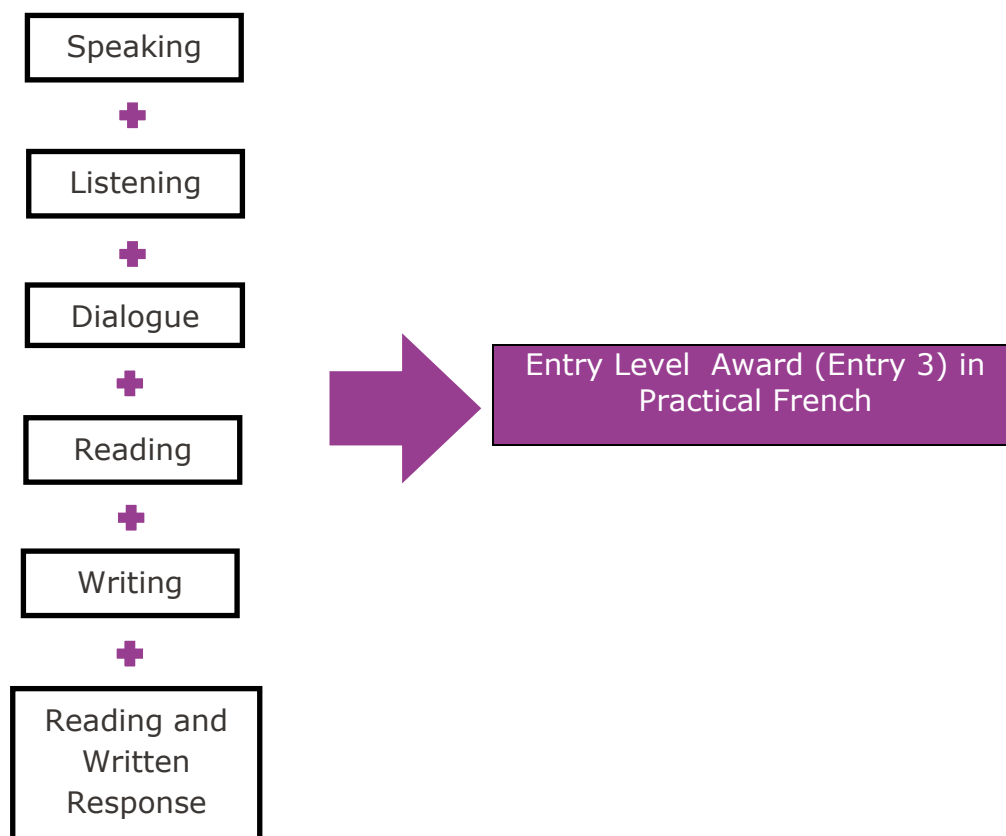 Speaking
Listening
Dialogue
Reading
Writing
Reading and
Written
Response
Entry Level  Award (Entry 3) in
Practical French